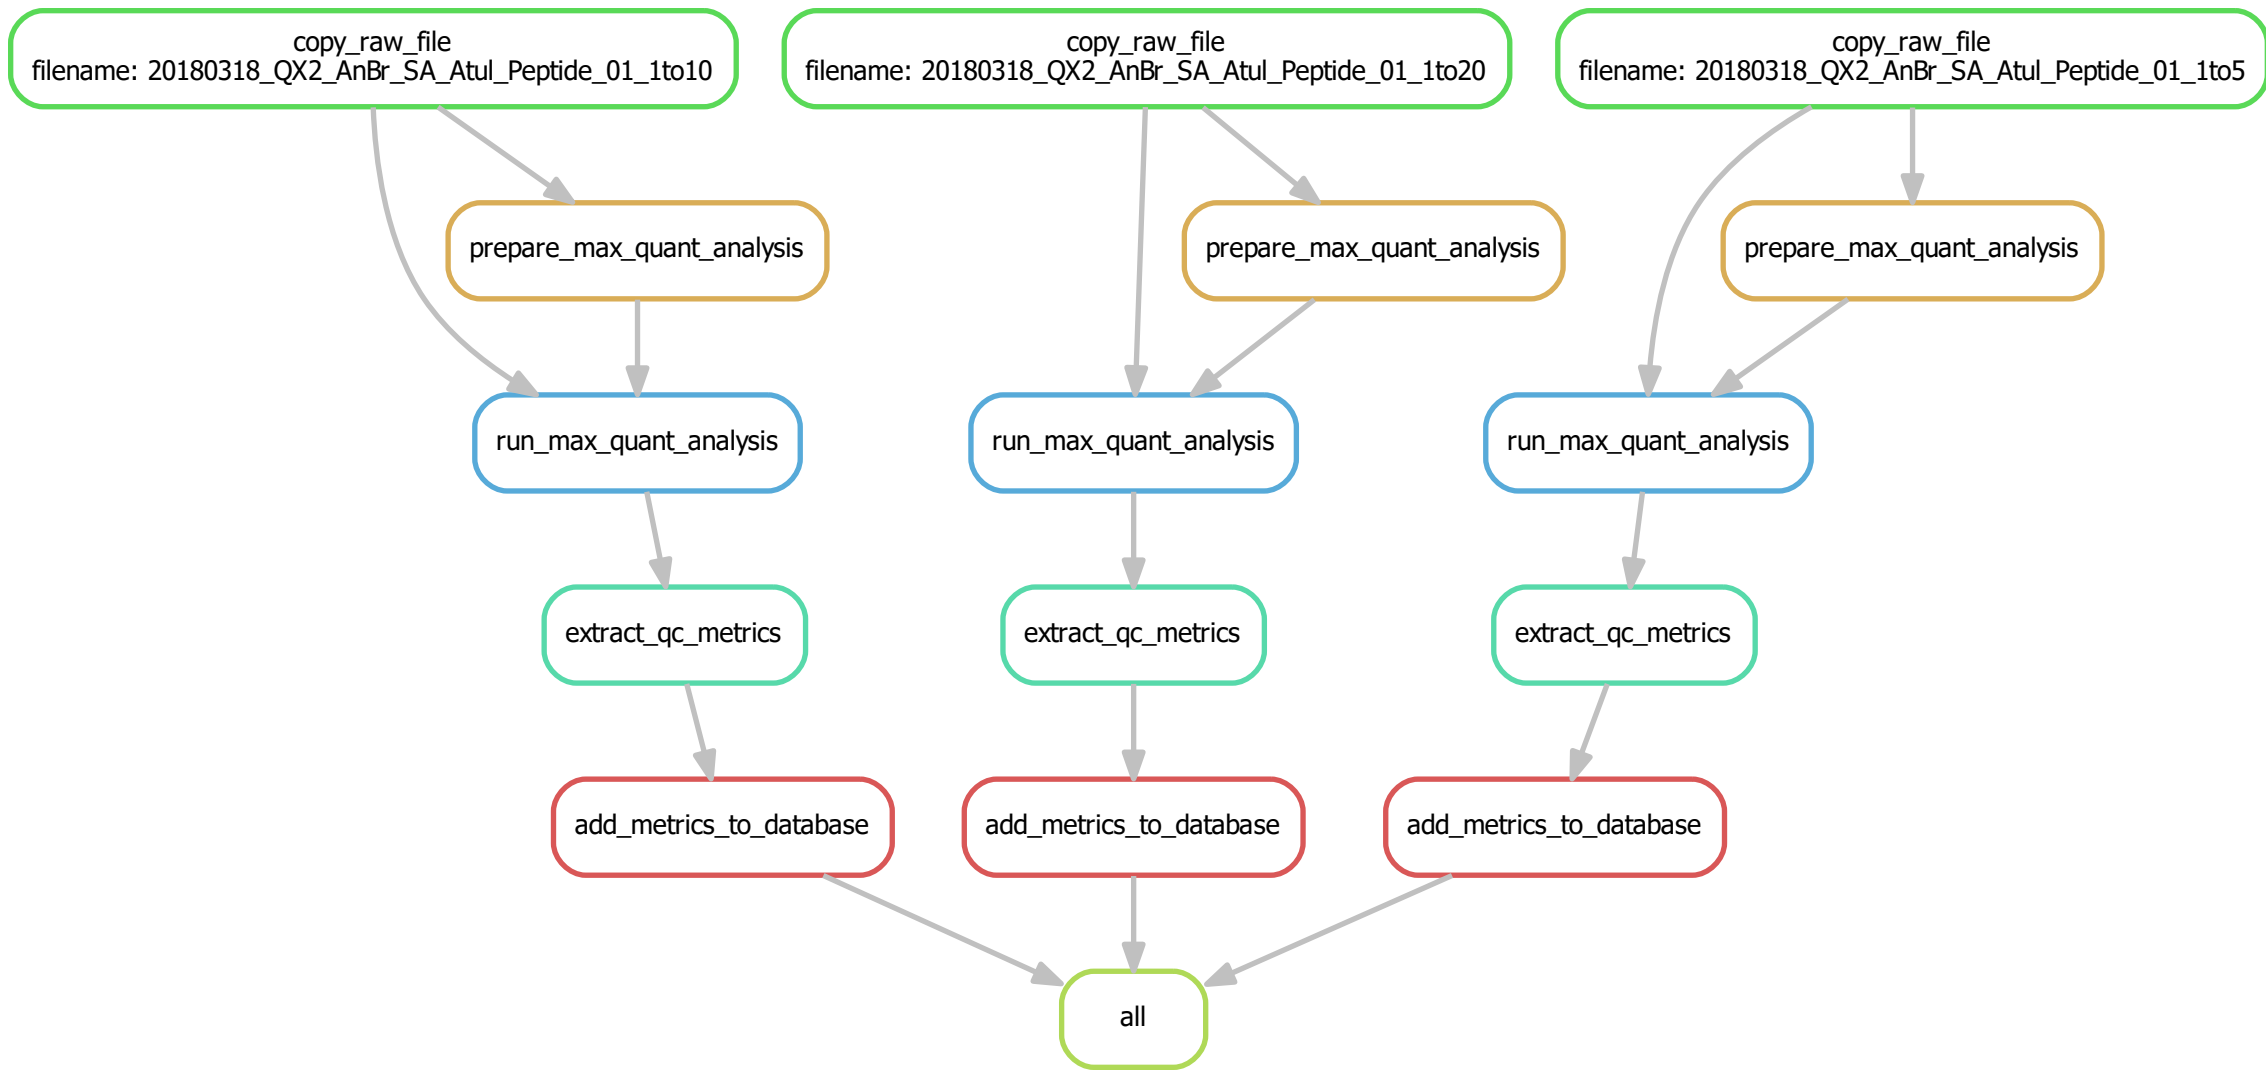 copy_raw_file
filename: 20180318_QX2_AnBr_SA_Atul_Peptide_01_1to10
copy_raw_file
filename: 20180318_QX2_AnBr_SA_Atul_Peptide_01_1to20
copy_raw_file
filename: 20180318_QX2_AnBr_SA_Atul_Peptide_01_1to5
prepare_max_quant_analysis
prepare_max_quant_analysis
prepare_max_quant_analysis
run_max_quant_analysis
run_max_quant_analysis
run_max_quant_analysis
extract_qc_metrics
extract_qc_metrics
extract_qc_metrics
add_metrics_to_database
add_metrics_to_database
add_metrics_to_database
all